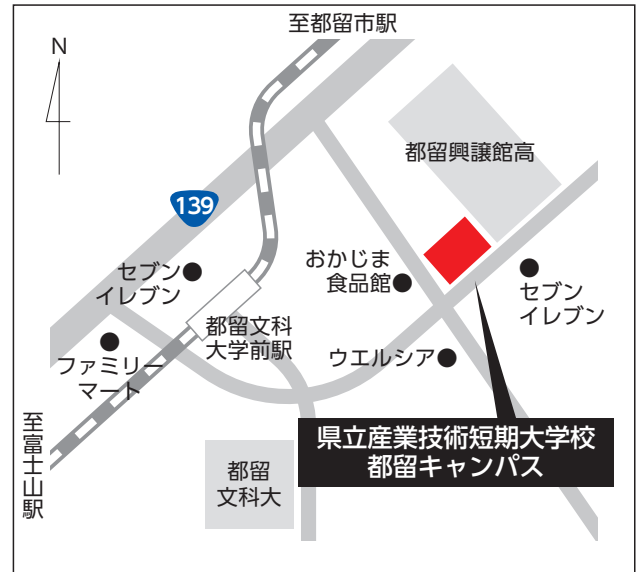 至都留市駅
N
都留興譲館高
139
セブン
イレブン
おかじま
食品館
セブン
イレブン
都留文科
大学前駅
ファミリー
マート
ウエルシア
至富士山駅
県立産業技術短期大学校
都留キャンパス
都留
文科大